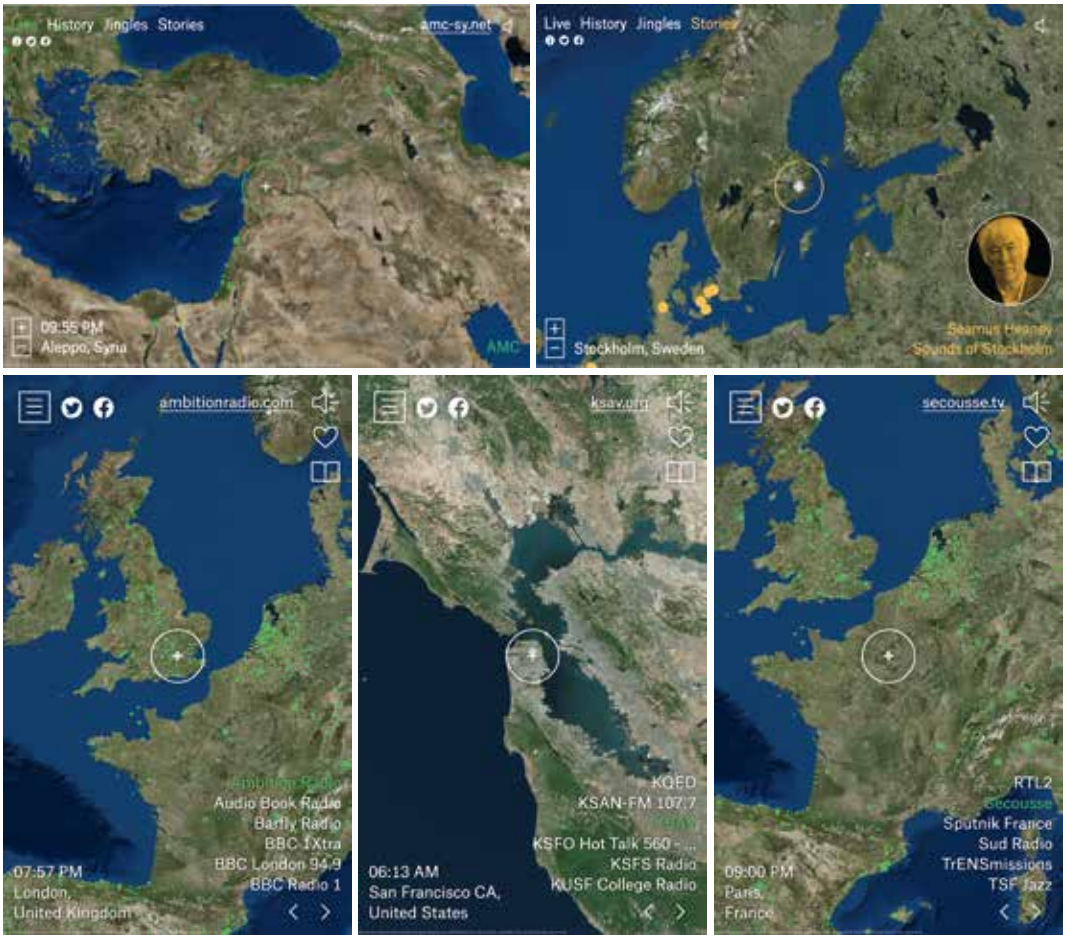 Live History Jingles Stories
amc-sy.net
09:55 PM
Aleppo, Syria
AMC
Live History Jingles Stories
Stockholm, Sweden
Seamus Heaney
Sounds of Stockholm
ambitionradio.com
Ambition Radio
Audio Book Radio
Barfly Radio
BBC 1Xtra
BBC London 94.9
BBC Radio 1
07:57 PM
London,
United Kingdom
ksav.org
KQED
KSAN-FM 107.7
KSFO Hot Talk 560 - ...
KSFS Radio
KUSF College Radio
06:13 AM
San Francisco CA,
United States
secousse.tv
RTL2
Secousse
Sputnik France
Sud Radio
TrENSmissions
TSF Jazz
09:00 PM
Paris,
France